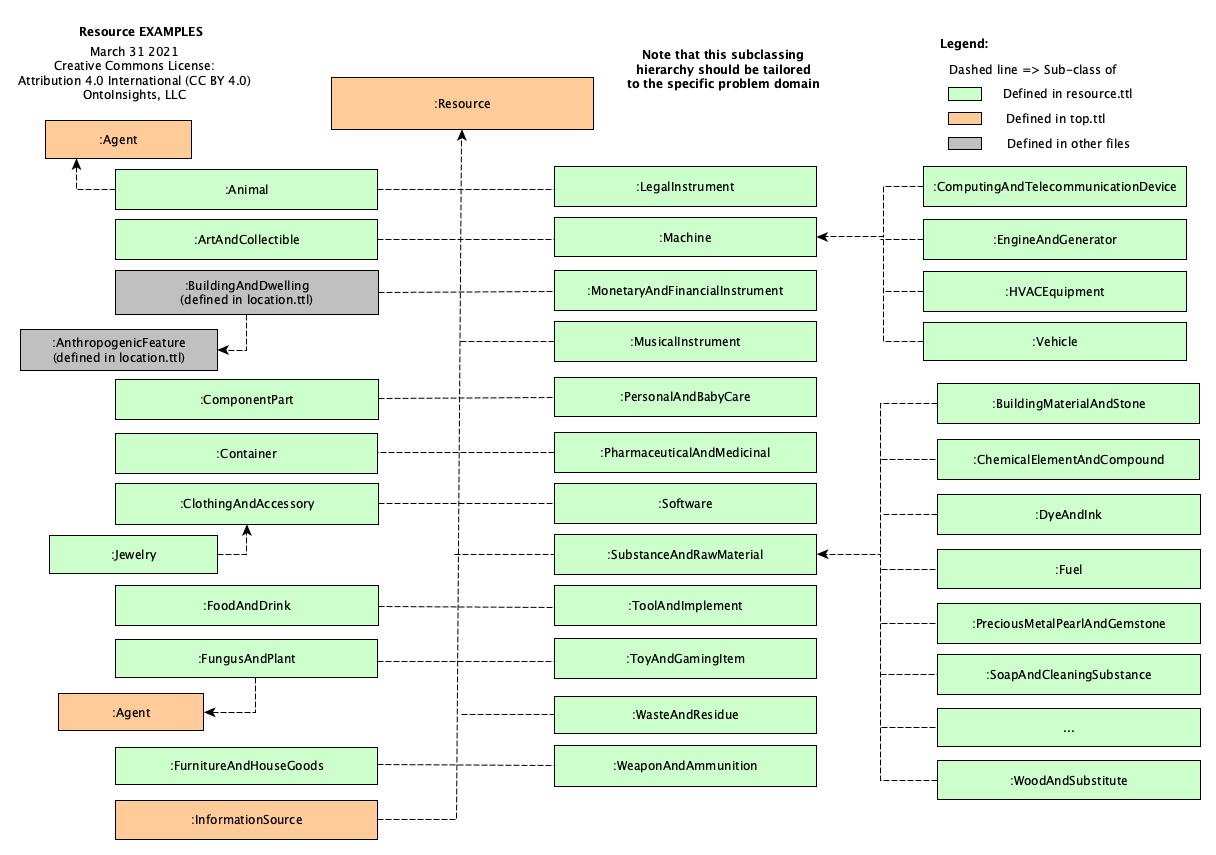 Resource EXAMPLES
March 31 2021
Creative Commons License:
Attribution 4.0 International (CC BY 4.0)
OntoInsights, LLC
Note that this subclassing
hierarchy should be tailored
to the specific problem domain
Legend:
Dashed line => Sub-class of
Defined in resource.ttl
Defined in top.ttl
Defined in other files
:Resource
:Agent
:Animal
:ArtAndCollectible
:BuildingAndDwelling
(defined in location.ttl)
:AnthropogenicFeature
(defined in location.ttl)
:ComponentPart
:Container
:ClothingAndAccessory
:Jewelry
:FoodAndDrink
:FungusAndPlant
:Agent
:FurnitureAndHouseGoods
:InformationSource
:LegalInstrument
:Machine
:MonetaryAndFinancialInstrument
:MusicalInstrument
:PersonalAndBabyCare
:PharmaceuticalAndMedicinal
:Software
:SubstanceAndRawMaterial
:ToolAndImplement
:ToyAndGamingItem
:WasteAndResidue
:WeaponAndAmmunition
:ComputingAndTelecommunicationDevice
:EngineAndGenerator
:HVACEquipment
:Vehicle
:BuildingMaterialAndStone
:ChemicalElementAndCompound
:DyeAndInk
:Fuel
:PreciousMetalPearlAndGemstone
:SoapAndCleaningSubstance
...
:WoodAndSubstitute